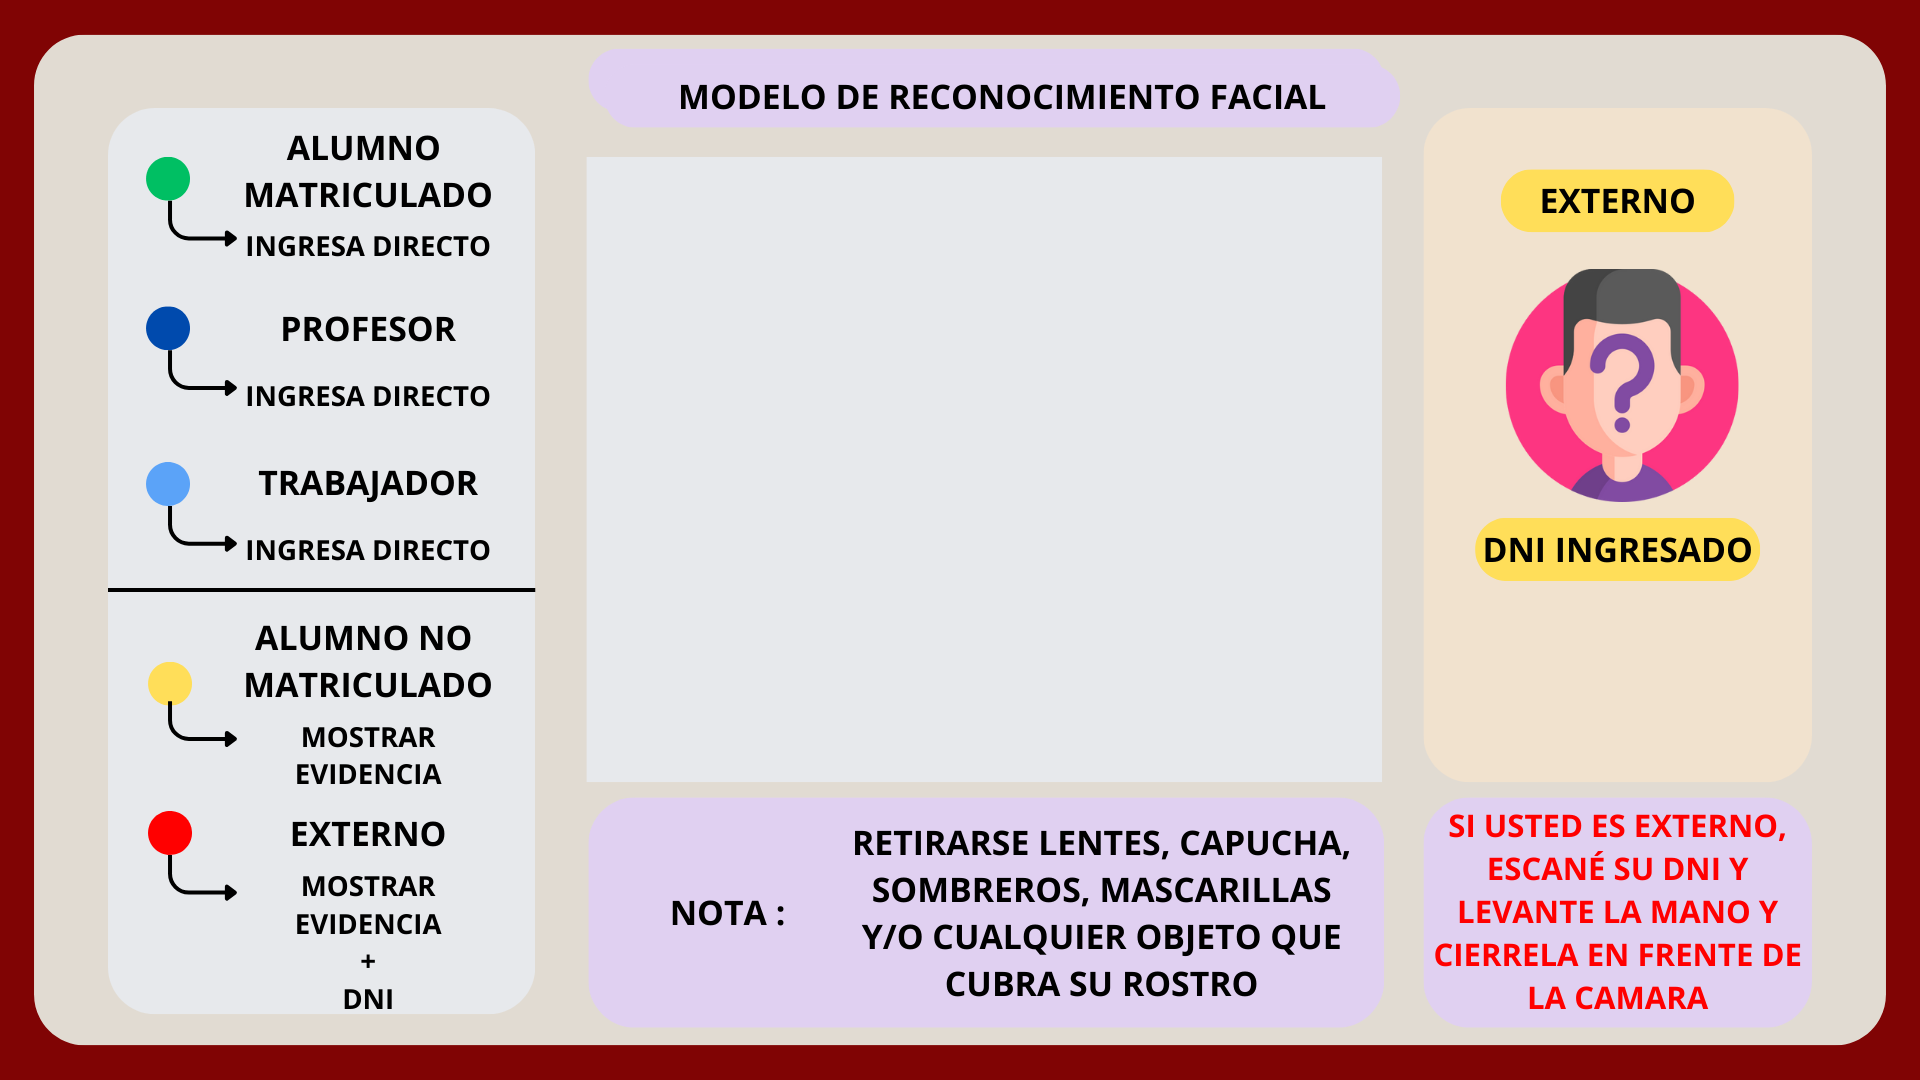 MODELO DE RECONOCIMIENTO FACIAL
ALUMNO
MATRICULADO
INGRESA DIRECTO
PROFESOR
INGRESA DIRECTO
TRABAJADOR
INGRESA DIRECTO
ALUMNO NO
MATRICULADO
MOSTRAR
EVIDENCIA
EXTERNO
MOSTRAR
EVIDENCIA
+
DNI
NOTA :
RETIRARSE LENTES, CAPUCHA,
SOMBREROS, MASCARILLAS
Y/O CUALQUIER OBJETO QUE
CUBRA SU ROSTRO
EXTERNO
?
DNI INGRESADO
SI USTED ES EXTERNO,
ESCANÉ SU DNI Y
LEVANTE LA MANO Y
CIERRELA EN FRENTE DE
LA CAMARA